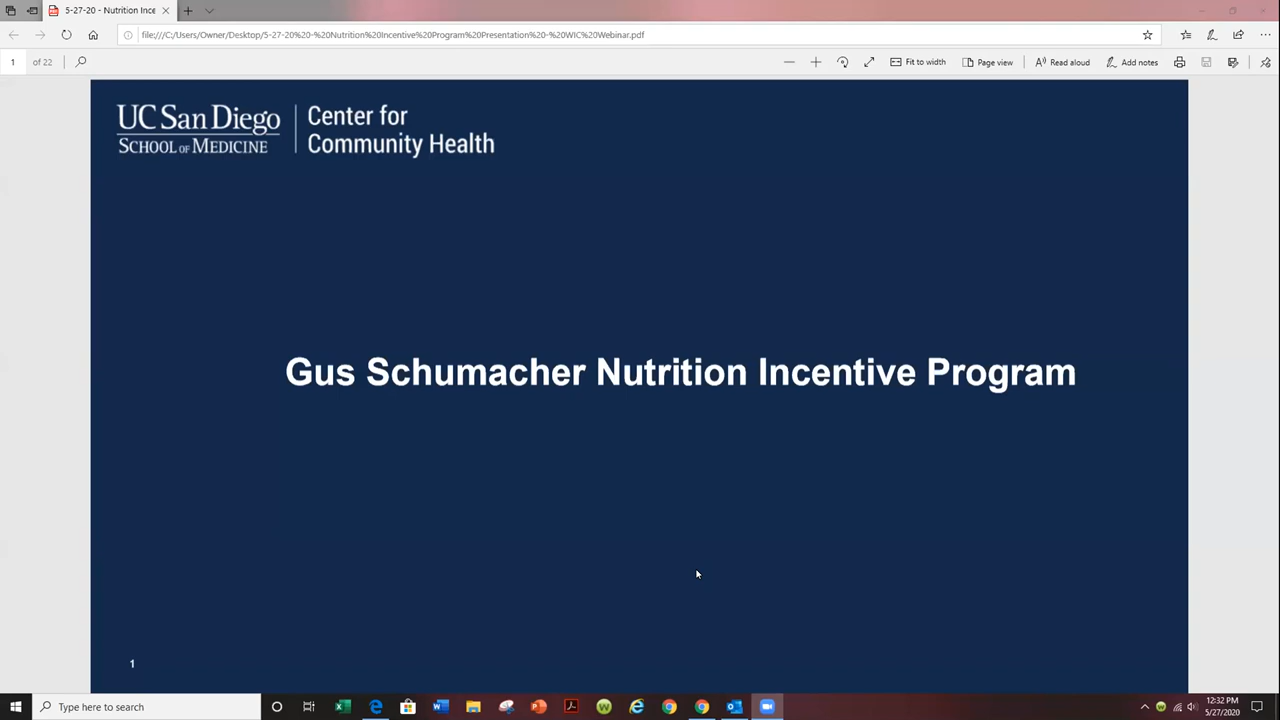 5-27-20 - Nutrition Ince
file:///C:/Users/Owner/Desktop/5-27-20%20-%20Nutrition%20Incentive%20Program%20Presentation%20-%20WIC%20Webinar.pdf
1 of 22 Fit to width Page view Read aloud Add notes
UC San Diego
SCHOOL OF MEDICINE
Center for
Community Health
Gus Schumacher Nutrition Incentive Program
1
Type here to search
12:32 PM
5/27/2020